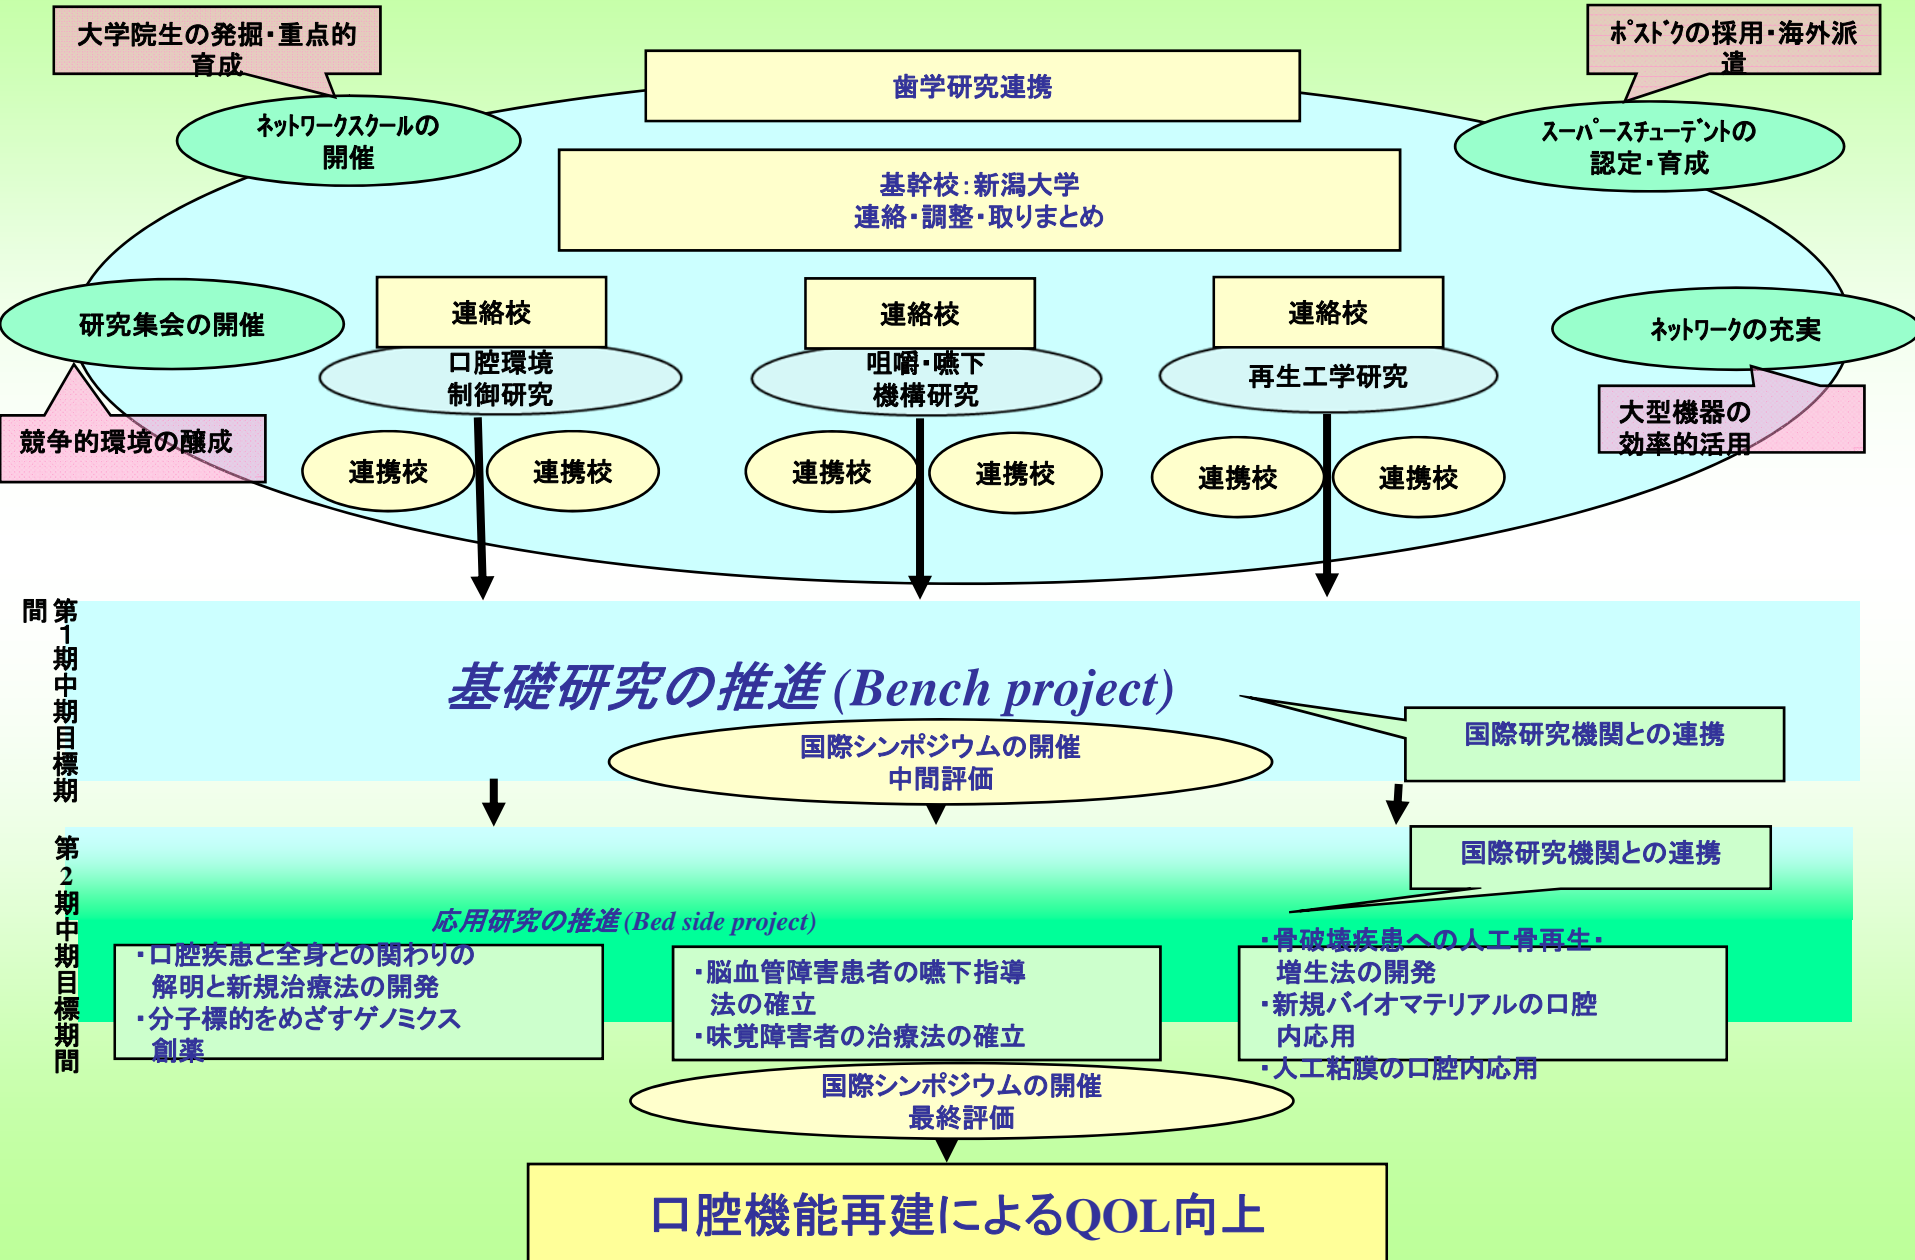 大学院生の発掘・重点的
育成
ポストドクの採用・海外派
遣
歯学研究連携
ネットワークスクールの
開催
スーパースチューデントの
認定・育成
基幹校：新潟大学
連絡・調整・取りまとめ
研究集会の開催
連絡校
連絡校
連絡校
ネットワークの充実
口腔環境
制御研究
咀嚼・嚥下
機構研究
再生工学研究
競争的環境の醸成
大型機器の
効率的活用
連携校
連携校
連携校
連携校
連携校
連携校
第1期中期目標期
間
基礎研究の推進 (Bench project)
国際シンポジウムの開催
中間評価
国際研究機関との連携
第2期中期目標期間
国際研究機関との連携
応用研究の推進 (Bed side project)
・口腔疾患と全身との関わりの
解明と新規治療法の開発
・分子標的をめざすゲノミクス
創薬
・脳血管障害患者の嚥下指導
法の確立
・味覚障害者の治療法の確立
・骨破壊疾患への人工骨再生・
増生法の開発
・新規バイオマテリアルの口腔
内応用
・人工粘膜の口腔内応用
国際シンポジウムの開催
最終評価
口腔機能再建によるQOL向上